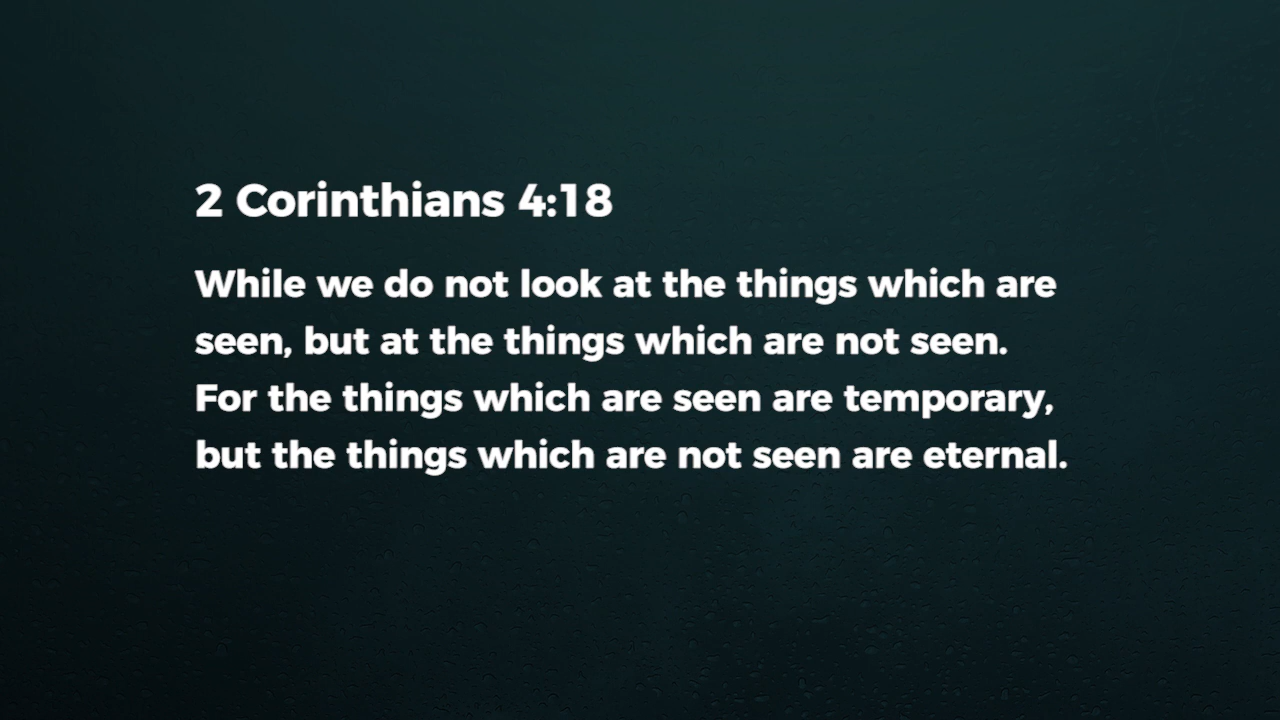 2 Corinthians 4:18
While we do not look at the things which are
seen, but at the things which are not seen.
For the things which are seen are temporary,
but the things which are not seen are eternal.